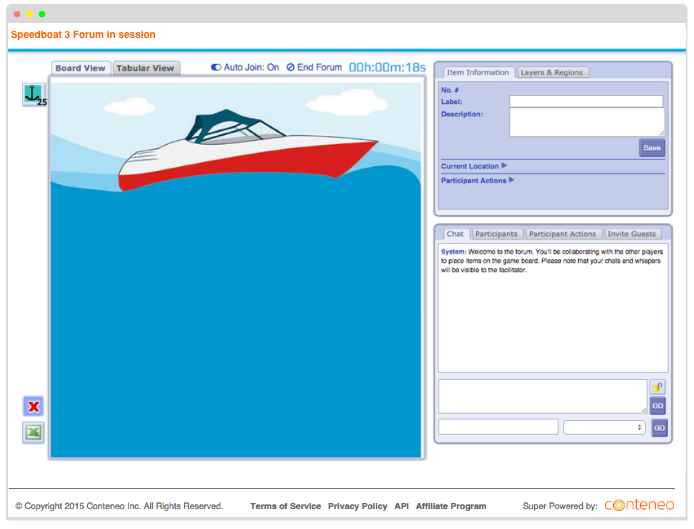 Speedboat 3 Forum in session
Board View Tabular View Auto Join: On End Forum 00h:00m:18s
25
Item Information Layers & Regions
No. #
Label:
Description:
Save
Current Location
Participant Actions
Chat Participants Participant Actions Invite Guests
System: Welcome to the forum. You'll be collaborating with the other players
to place items on the game board. Please note that your chats and whispers
will be visible to the facilitator.
GO
GO
© Copyright 2015 Conteneo Inc. All Rights Reserved. Terms of Service Privacy Policy API Affiliate Program Super Powered by: conteneo